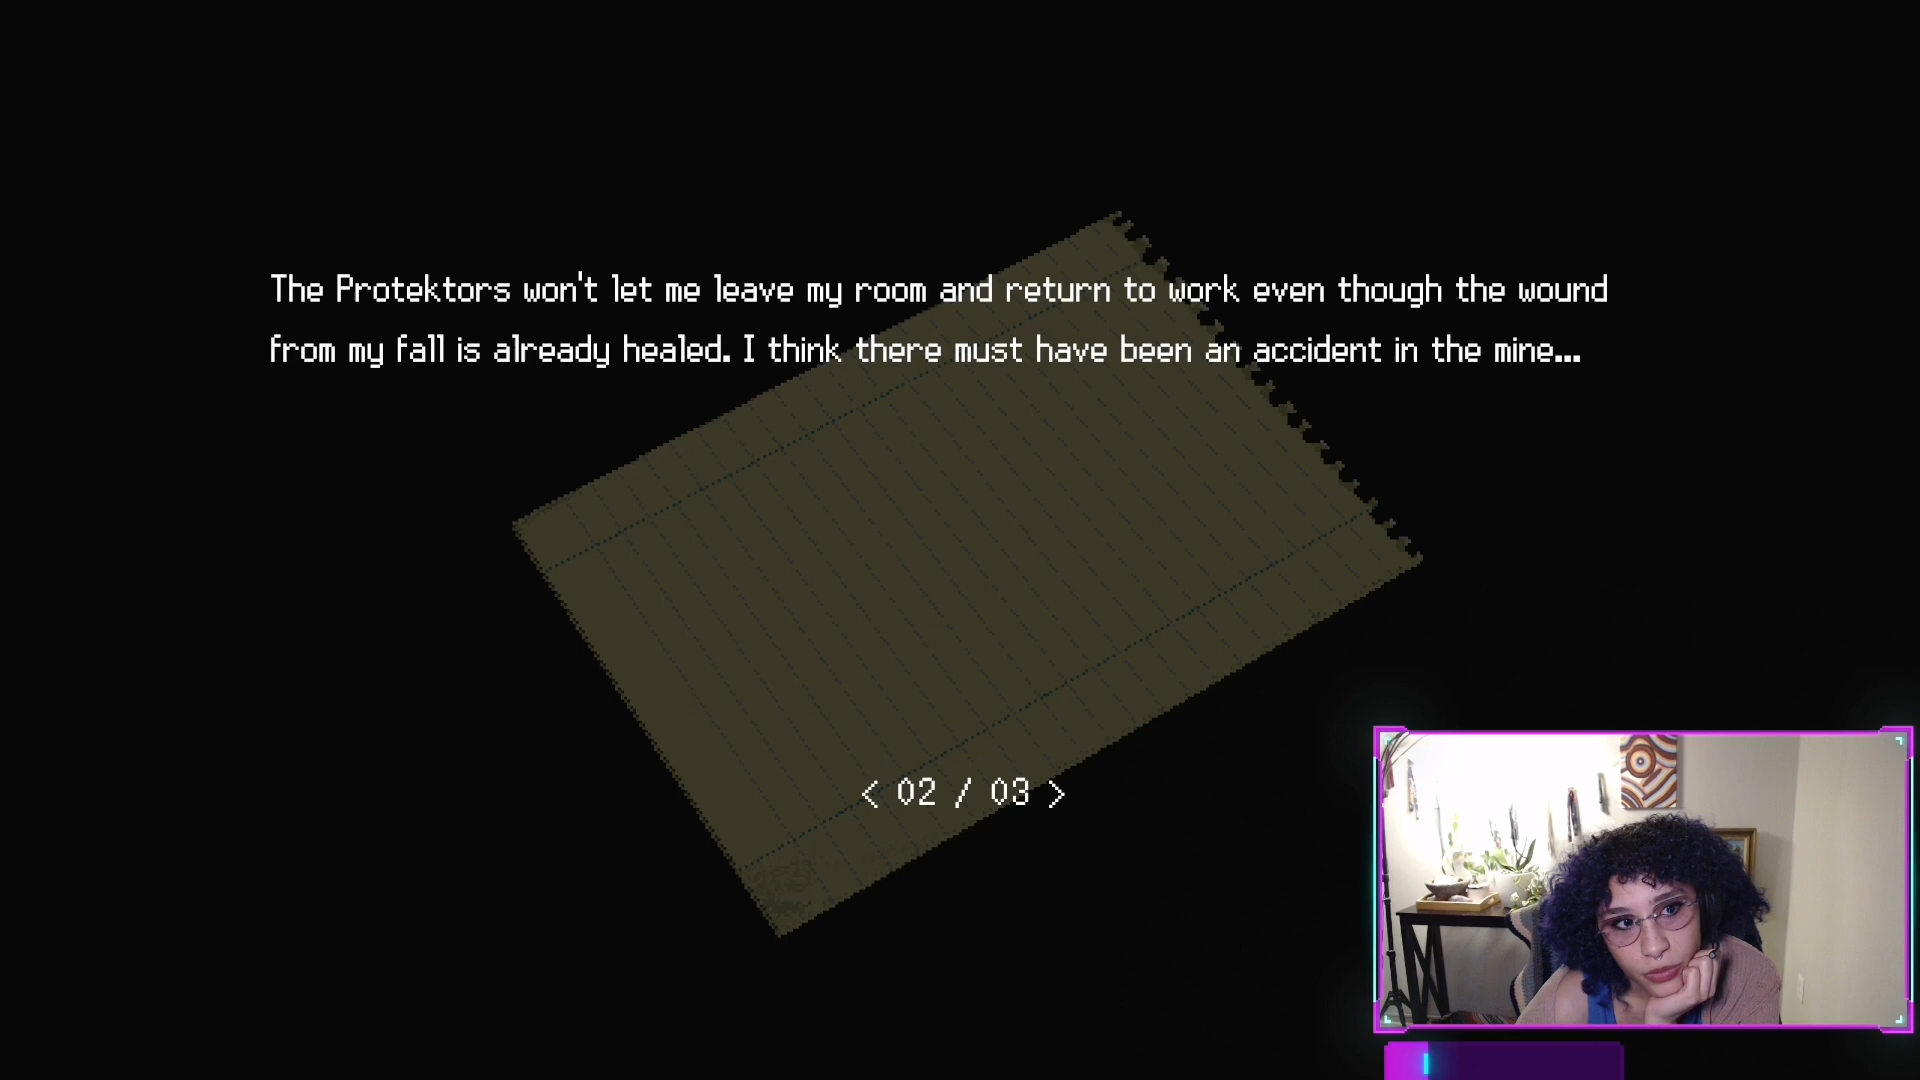 The Protektors won't let me leave my room and return to work even though the wound
from my fall is already healed. I think there must have been an accident in the mine...
< 02 / 03 >